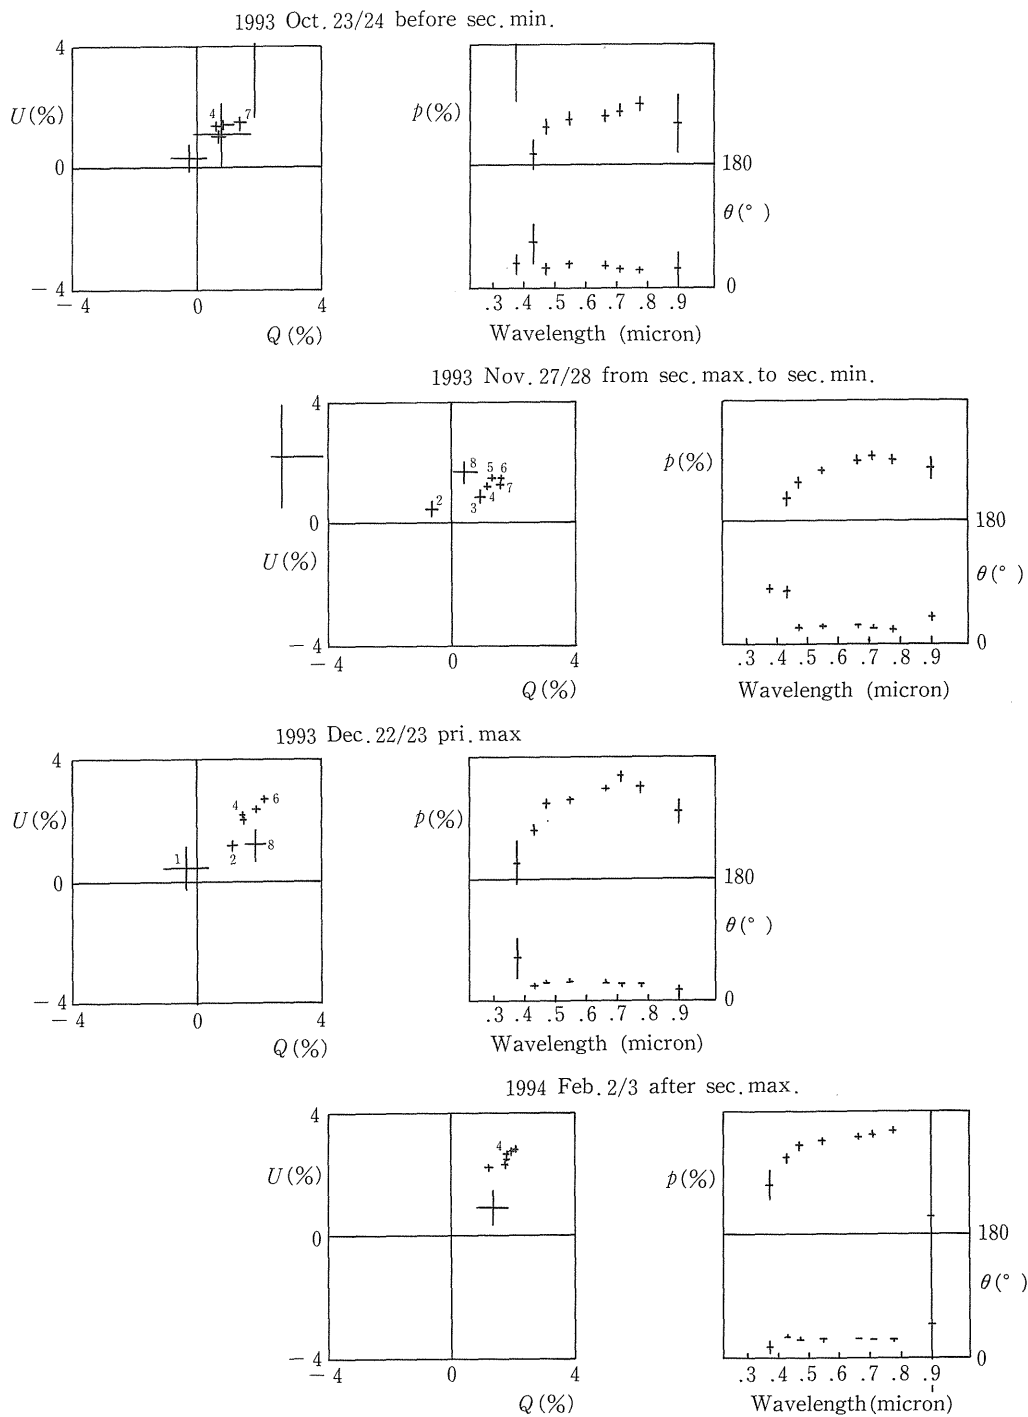 1993 Oct. 23/24 before sec. min.
4
U(%)
4
7
0
−4
−4
0
4
Q(%)
p(%)
180
θ(°)
0
.3 .4 .5 .6 .7 .8 .9
Wavelength (micron)
1993 Nov. 27/28 from sec. max. to sec. min.
4
8
5
6
7
4
3
2
0
U(%)
−4
−4
0
4
Q(%)
p(%)
180
θ(°)
0
.3 .4 .5 .6 .7 .8 .9
Wavelength (micron)
1993 Dec. 22/23 pri. max
4
U(%)
4
6
1
2
8
0
−4
−4
0
4
Q(%)
p(%)
180
θ(°)
0
.3 .4 .5 .6 .7 .8 .9
Wavelength (micron)
1994 Feb. 2/3 after sec. max.
4
U(%)
4
0
−4
−4
0
4
Q(%)
p(%)
180
θ(°)
0
.3 .4 .5 .6 .7 .8 .9
Wavelength (micron)